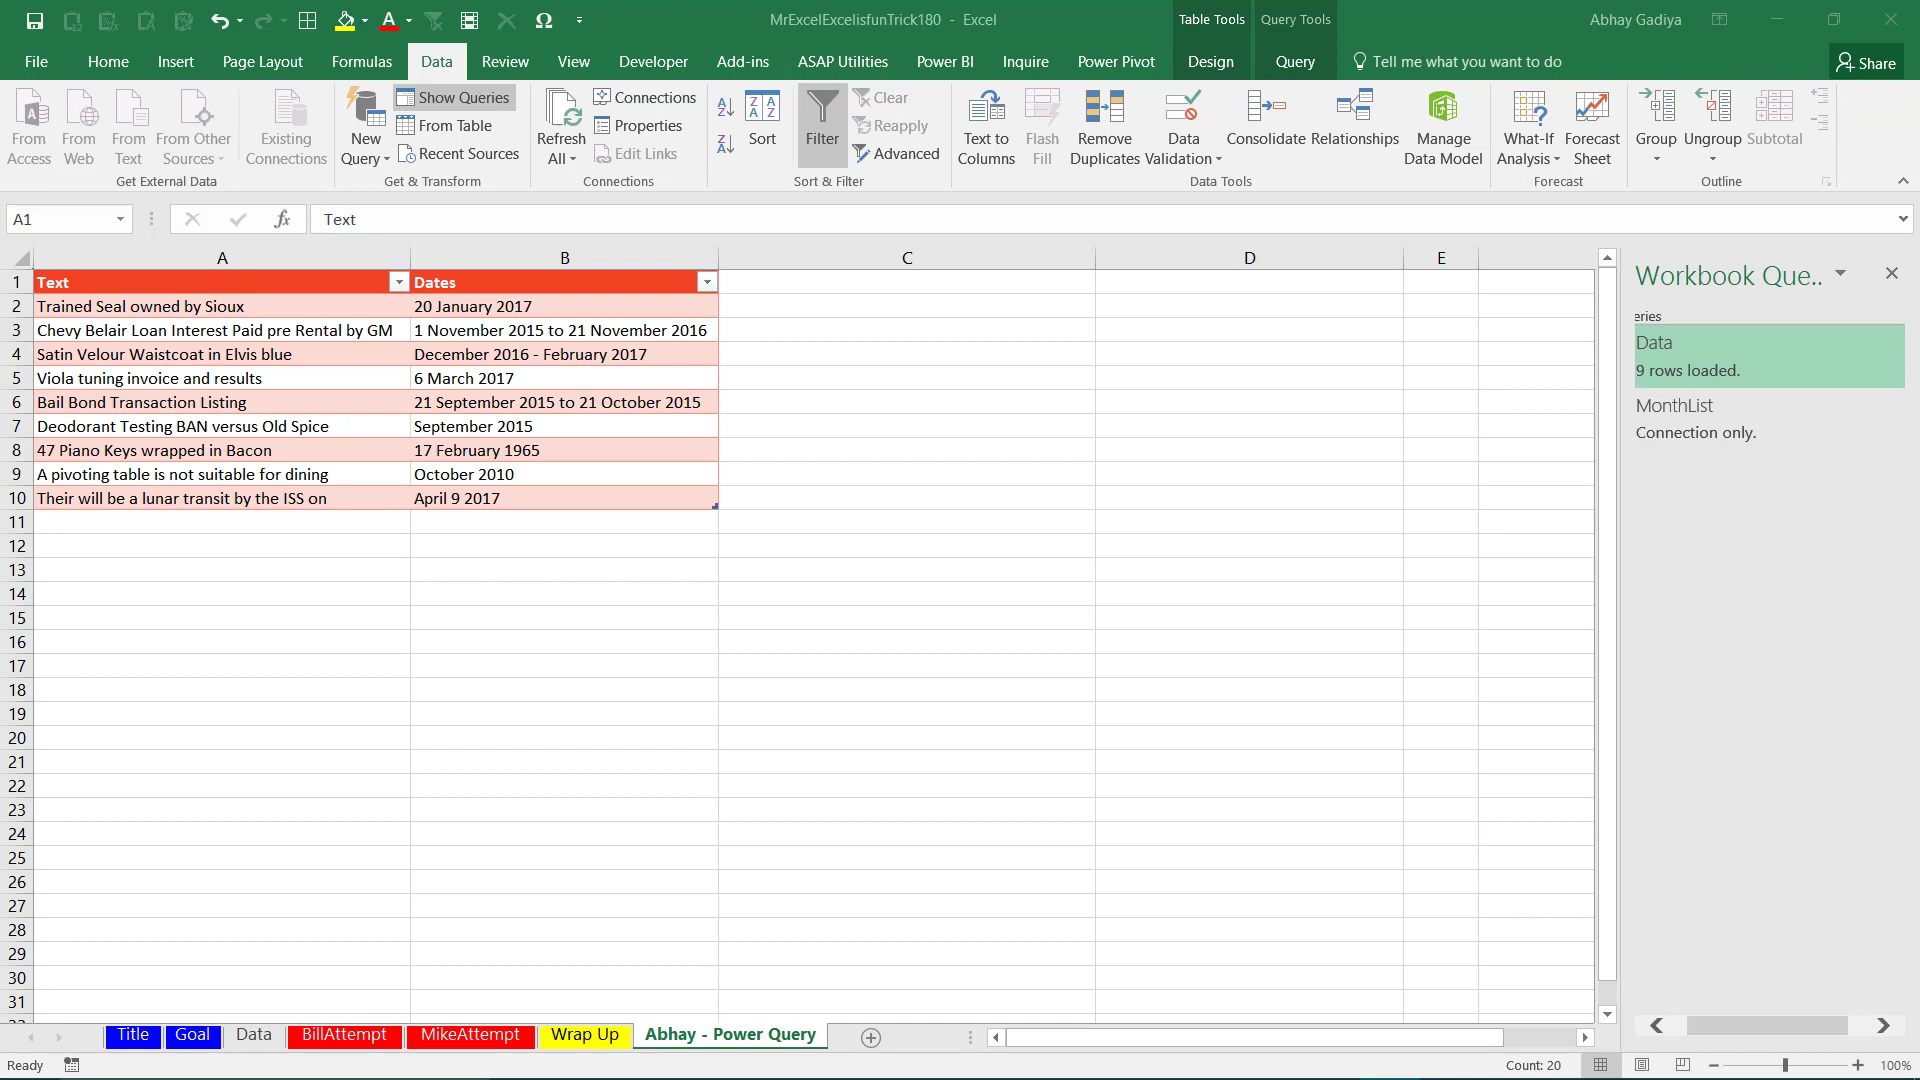 MrExcelExcelisfunTrick180 - Excel
Table Tools
Query Tools
Abhay Gadiya
File
Home
Insert
Page Layout
Formulas
Data
Review
View
Developer
Add-ins
ASAP Utilities
Power BI
Inquire
Power Pivot
Design
Query
Tell me what you want to do
Share
From Access
From Web
From Text
From Other Sources
Existing Connections
Get External Data
New Query
Show Queries
From Table
Recent Sources
Get & Transform
Refresh All
Connections
Properties
Edit Links
Connections
Sort
Filter
Clear
Reapply
Advanced
Sort & Filter
Text to Columns
Flash Fill
Remove Duplicates
Data Validation
Consolidate
Relationships
Manage Data Model
Data Tools
What-If Analysis
Forecast Sheet
Forecast
Group
Ungroup
Subtotal
Outline
A1
fx
Text
A B C D E
1 Text Dates
2 Trained Seal owned by Sioux 20 January 2017
3 Chevy Belair Loan Interest Paid pre Rental by GM 1 November 2015 to 21 November 2016
4 Satin Velour Waistcoat in Elvis blue December 2016 - February 2017
5 Viola tuning invoice and results 6 March 2017
6 Bail Bond Transaction Listing 21 September 2015 to 21 October 2015
7 Deodorant Testing BAN versus Old Spice September 2015
8 47 Piano Keys wrapped in Bacon 17 February 1965
9 A pivoting table is not suitable for dining October 2010
10 Their will be a lunar transit by the ISS on April 9 2017
11
12
13
14
15
16
17
18
19
20
21
22
23
24
25
26
27
28
29
30
31
Workbook Que..
eries
Data
9 rows loaded.
MonthList
Connection only.
Title
Goal
Data
BillAttempt
MikeAttempt
Wrap Up
Abhay - Power Query
Ready
Count: 20
100%